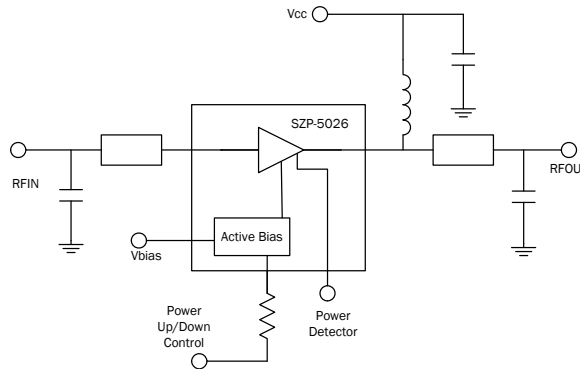 Vcc
SZP-5026
RFIN
RFOU
Active Bias
Vbias
Power
Up/Down
Control
Power
Detector